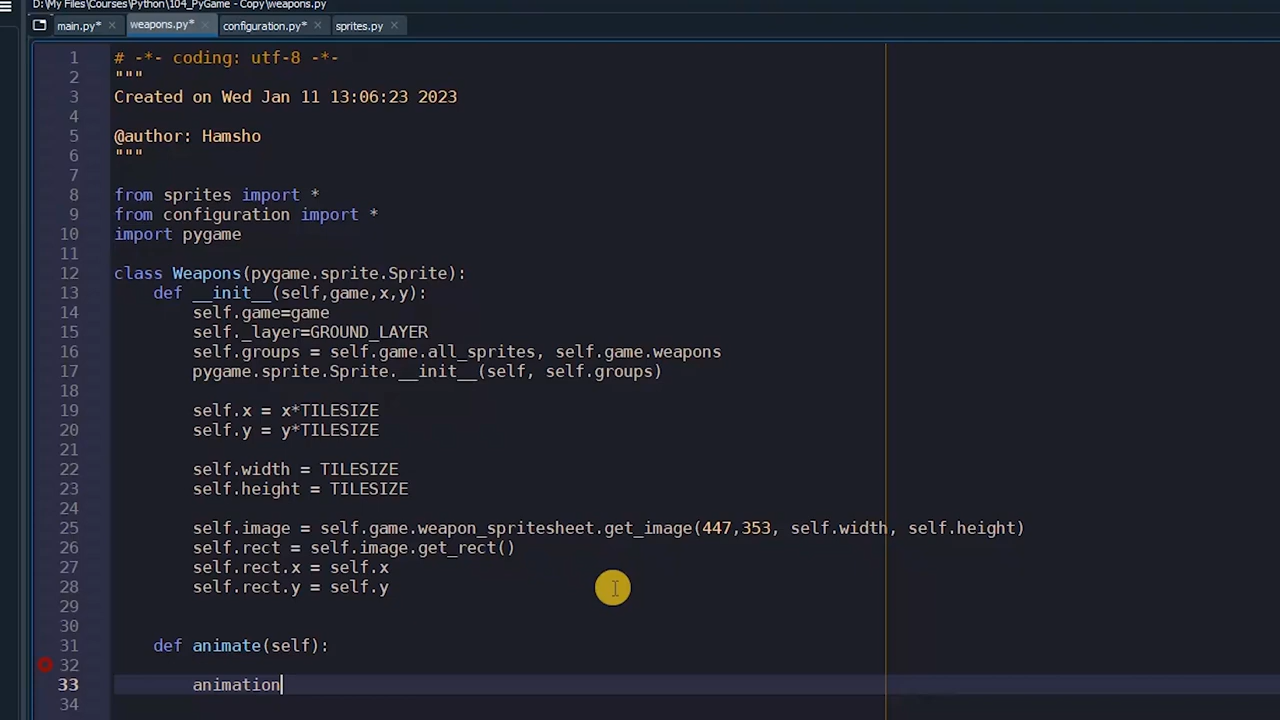 D:\My Files\Courses\Python\104_PyGame - Copy\weapons.py
main.py* weapons.py* configuration.py* sprites.py
1 # -*- coding: utf-8 -*-
2 """
3 Created on Wed Jan 11 13:06:23 2023
4
5 @author: Hamsho
6 """
7
8 from sprites import *
9 from configuration import *
10 import pygame
11
12 class Weapons(pygame.sprite.Sprite):
13 def __init__(self,game,x,y):
14 self.game=game
15 self._layer=GROUND_LAYER
16 self.groups = self.game.all_sprites, self.game.weapons
17 pygame.sprite.Sprite.__init__(self, self.groups)
18
19 self.x = x*TILESIZE
20 self.y = y*TILESIZE
21
22 self.width = TILESIZE
23 self.height = TILESIZE
24
25 self.image = self.game.weapon_spritesheet.get_image(447,353, self.width, self.height)
26 self.rect = self.image.get_rect()
27 self.rect.x = self.x
28 self.rect.y = self.y
29
30
31 def animate(self):
32
33 animation
34